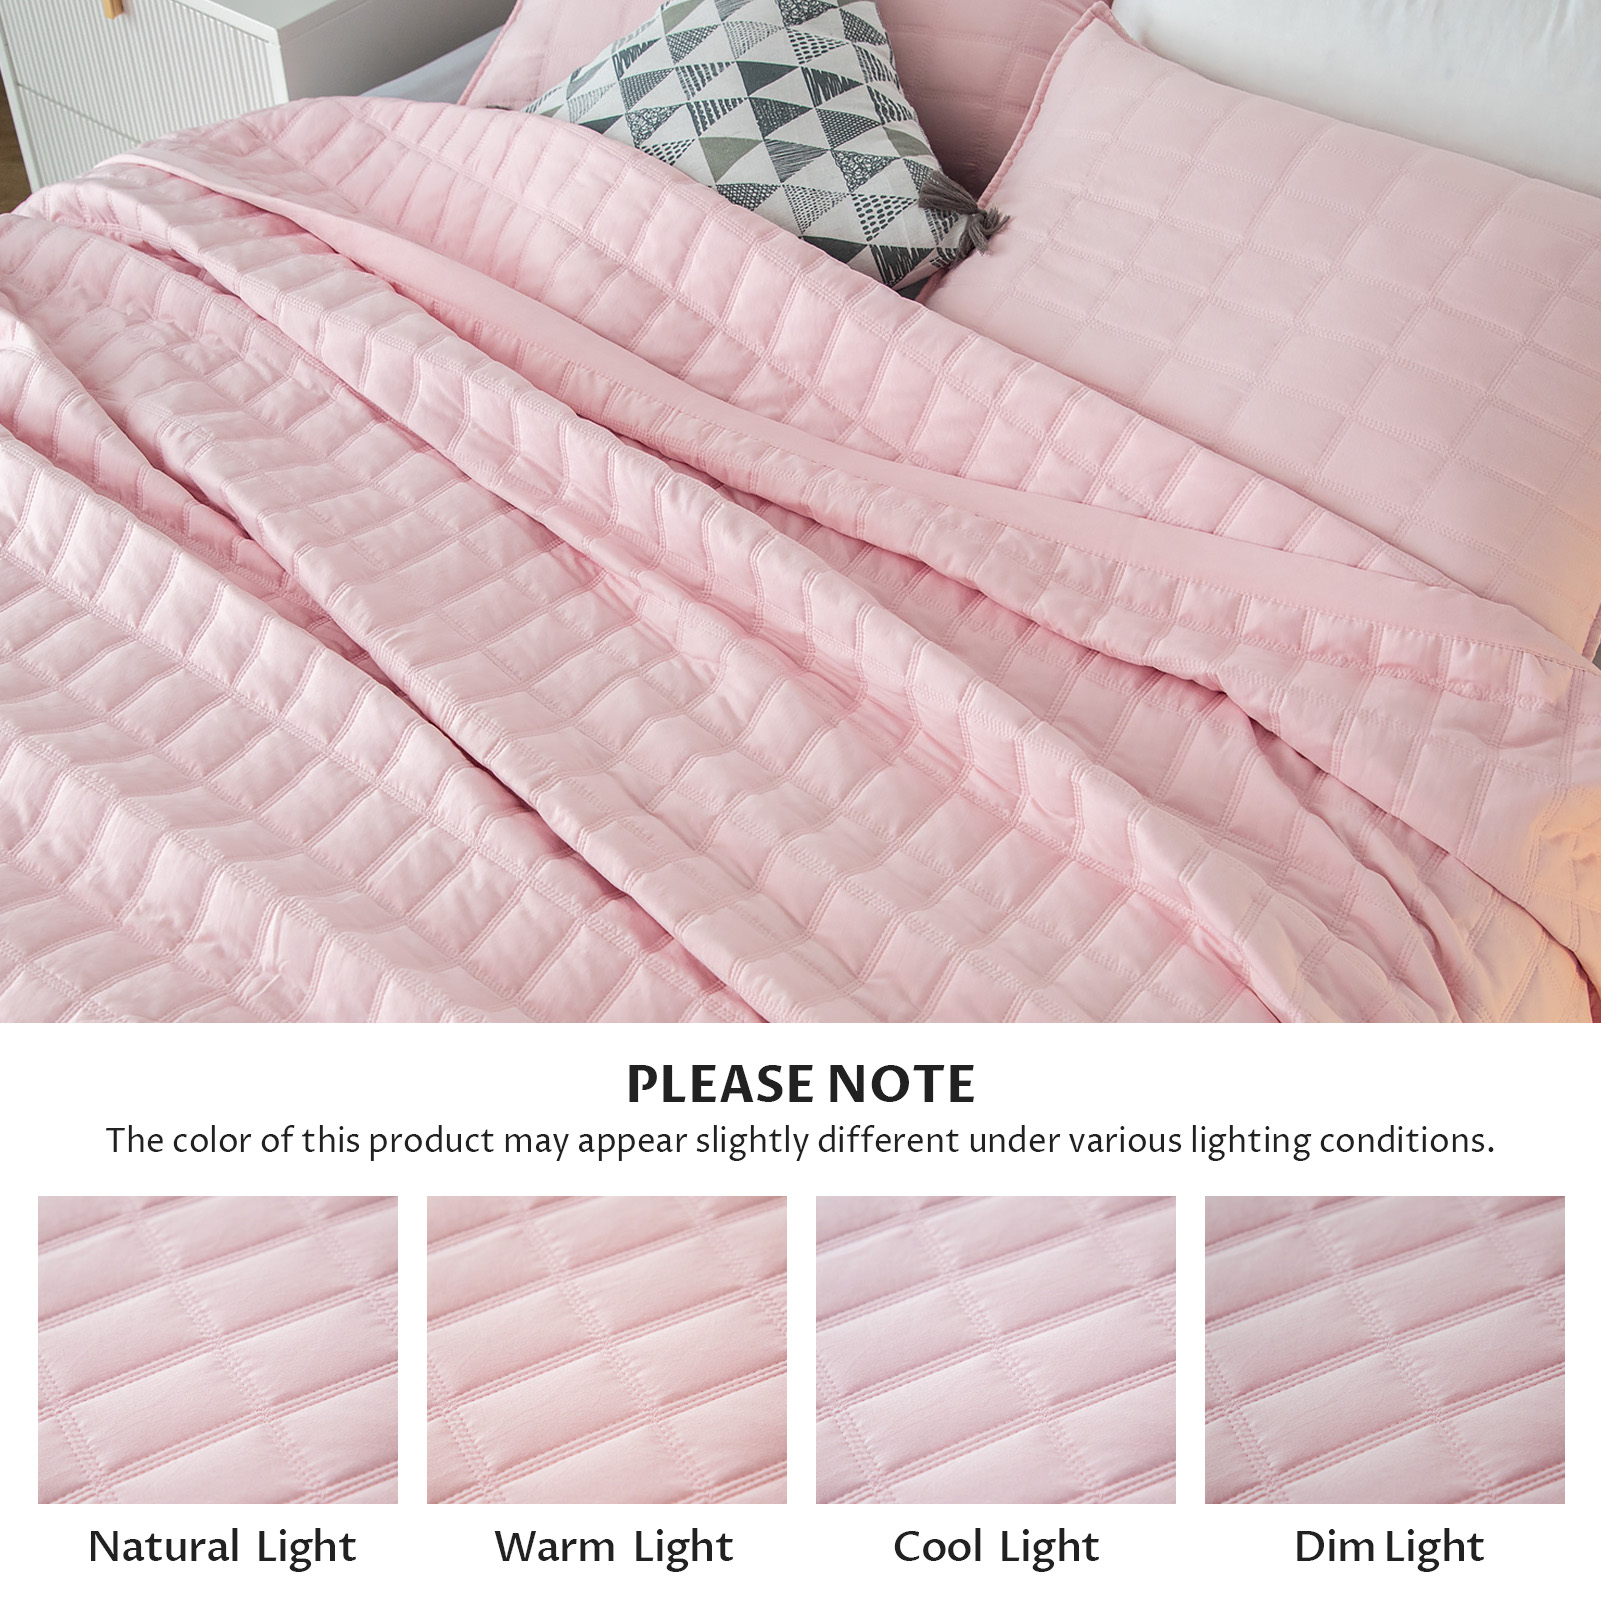 PLEASE NOTE
The color of this product may appear slightly different under various lighting conditions.
Natural Light
Warm Light
Cool Light
Dim Light